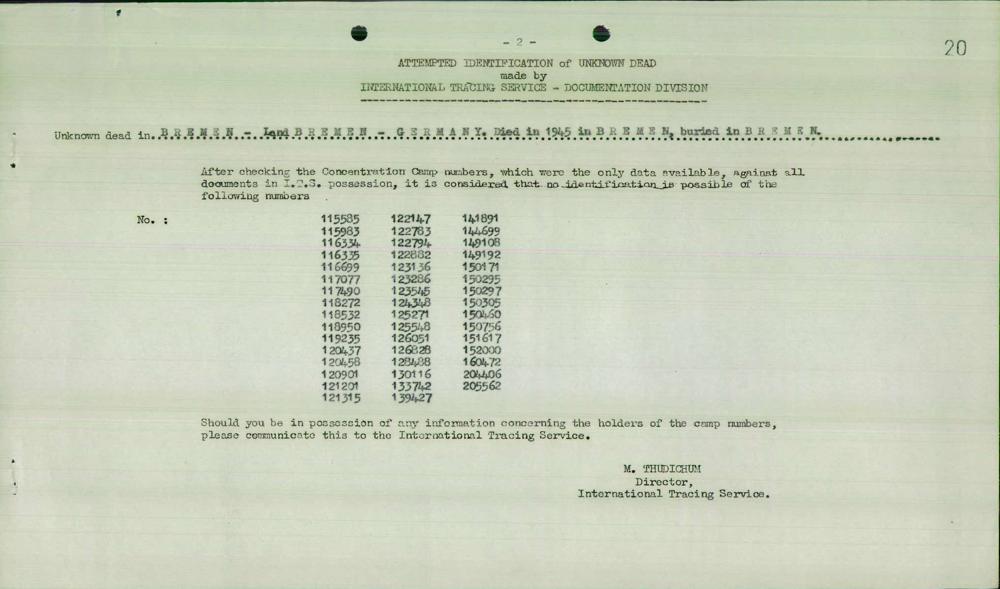 - 2 -
20
ATTEMPTED IDENTIFICATION of UNKNOWN DEAD
made by
INTERNATIONAL TRACING SERVICE - DOCUMENTATION DIVISION
Unknown dead in. B R E M E N - Land B R E M E N - G E R M A N Y. Died in 1945 in B R E M E N, buried in B R E M E N.
After checking the Concentration Camp numbers, which were the only data available, against all
documents in I.T.S. possession, it is considered that no identification is possible of the
following numbers
No. :
115585 122147 141891
115983 122783 144699
116334 122794 149108
116335 122882 149192
116699 123136 150171
117077 123286 150295
117490 123545 150297
118272 124348 150305
118532 125271 150460
118950 125548 150756
119235 126051 151617
120437 126828 152000
120458 128488 160472
120901 130116 204406
121201 133742 205562
121315 139427
Should you be in possession of any information concerning the holders of the camp numbers,
please communicate this to the International Tracing Service.
M. THUDICHUM
Director,
International Tracing Service.